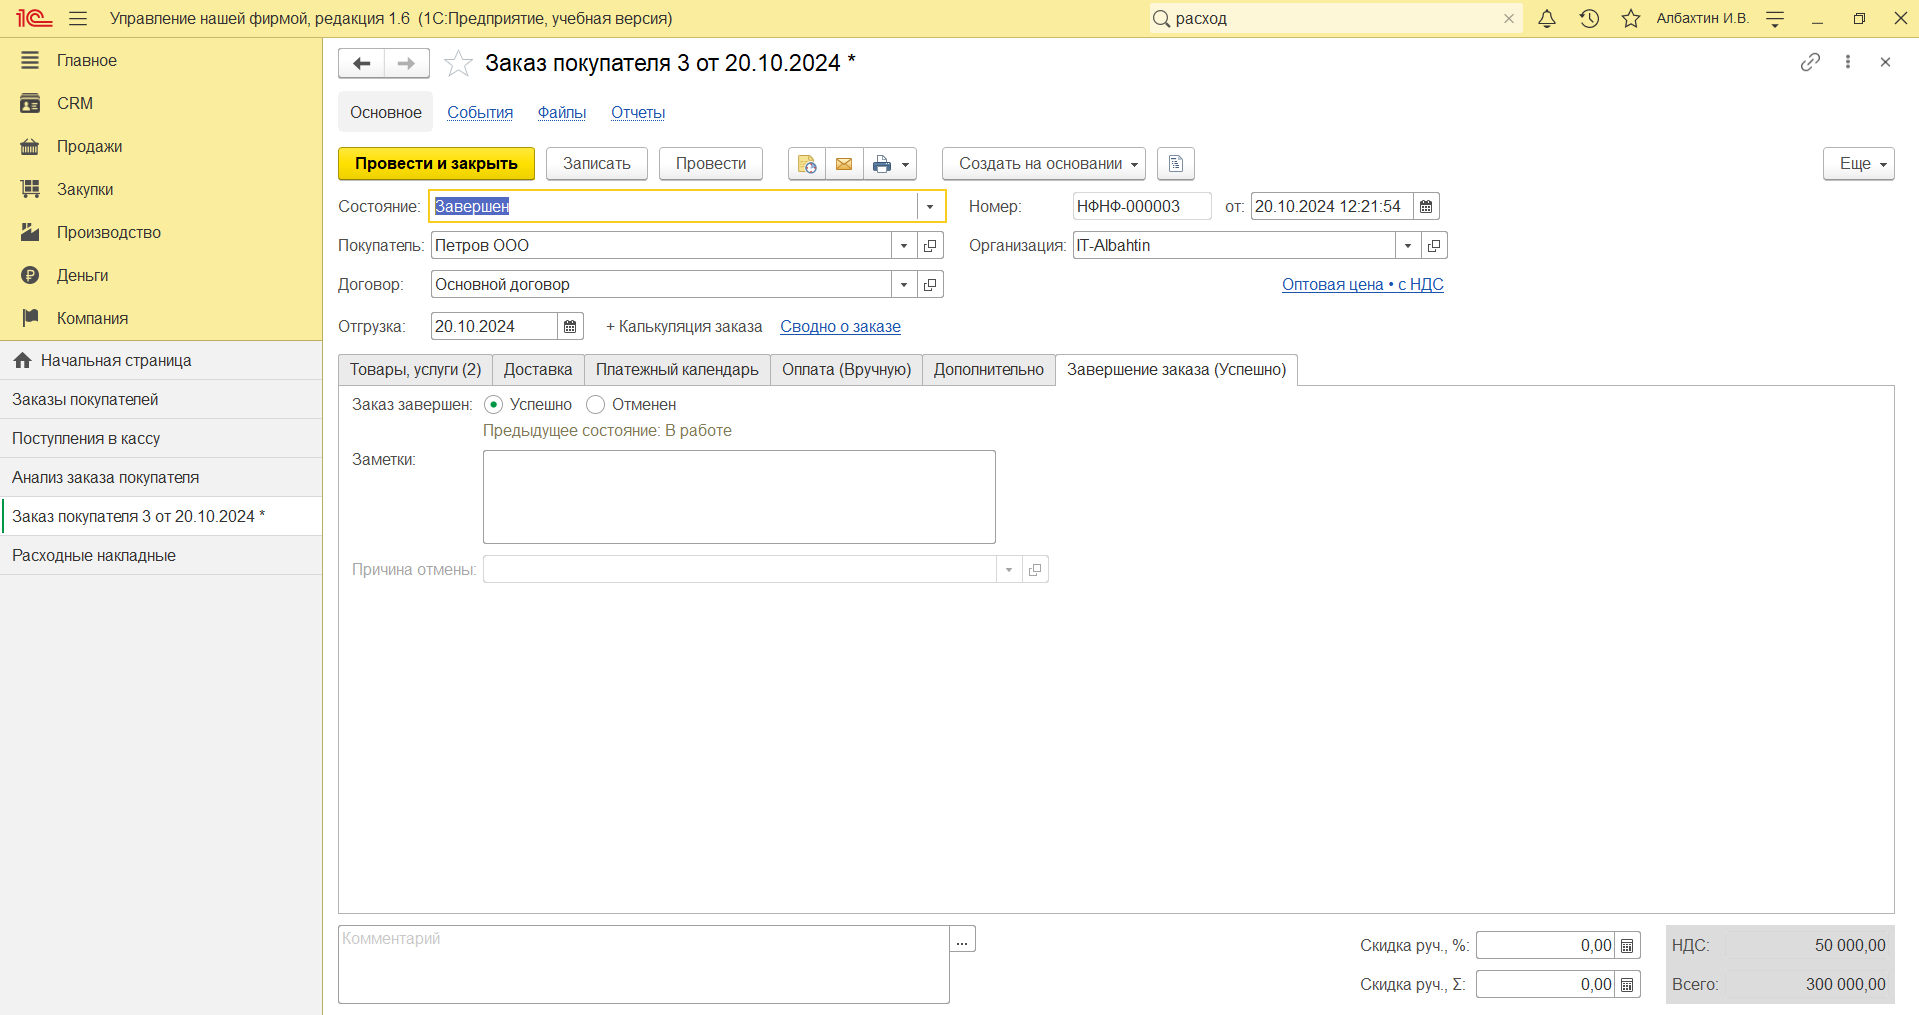 1С Управление нашей фирмой, редакция 1.6 (1С:Предприятие, учебная версия)
расход
Албахтин И.В.
Главное
CRM
Продажи
Закупки
Производство
Деньги
Компания
Начальная страница
Заказы покупателей
Поступления в кассу
Анализ заказа покупателя
Заказ покупателя 3 от 20.10.2024 *
Расходные накладные
Заказ покупателя 3 от 20.10.2024 *
Основное События Файлы Отчеты
Провести и закрыть Записать Провести Создать на основании Еще
Состояние: Завершен Номер: НФНФ-000003 от: 20.10.2024 12:21:54
Покупатель: Петров ООО Организация: IT-Albahtin
Договор: Основной договор Оптовая цена • с НДС
Отгрузка: 20.10.2024 + Калькуляция заказа Сводно о заказе
Товары, услуги (2) Доставка Платежный календарь Оплата (Вручную) Дополнительно Завершение заказа (Успешно)
Заказ завершен: Успешно Отменен
Предыдущее состояние: В работе
Заметки:
Причина отмены:
Комментарий ...
Скидка руч., %: 0,00 НДС: 50 000,00
Скидка руч., Σ: 0,00 Всего: 300 000,00